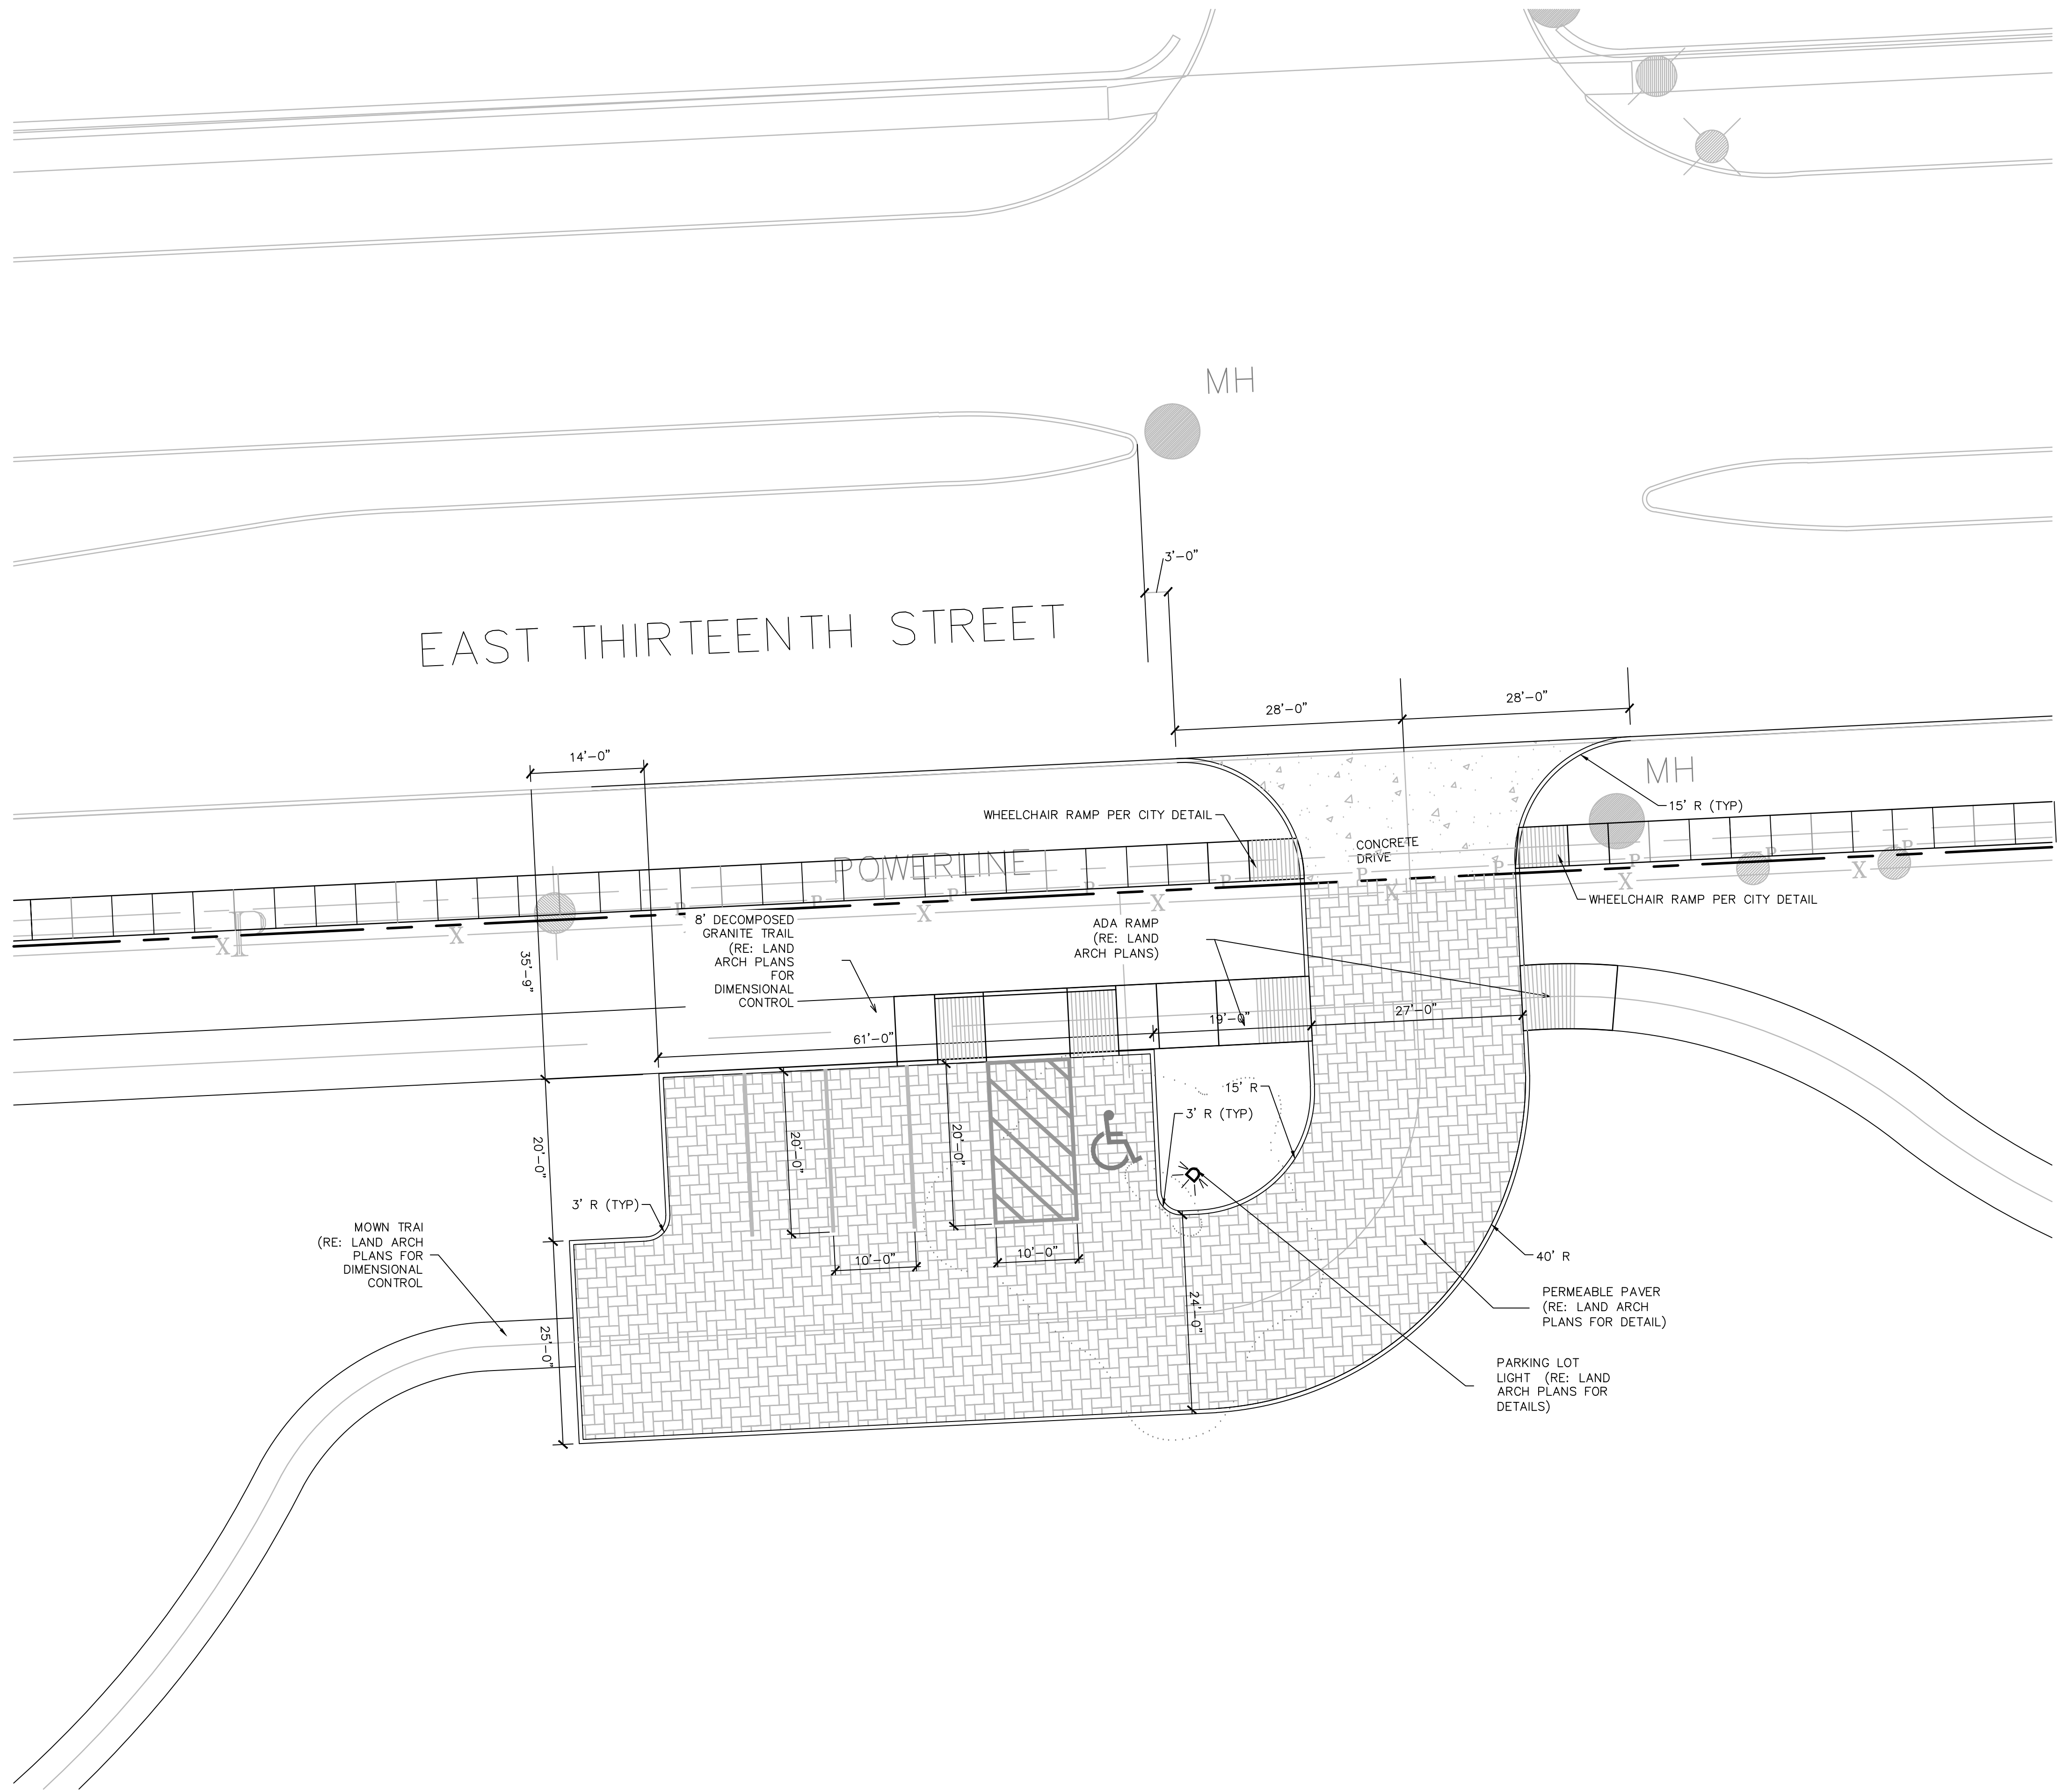 MH
3'-0"
EAST THIRTEENTH STREET
28'-0"
28'-0"
14'-0"
MH
15' R (TYP)
WHEELCHAIR RAMP PER CITY DETAIL
CONCRETE
DRIVE
POWERLINE
P
P
P
P
P
P
P
P
P
P
P
X
X
X
X
X
X
X
WHEELCHAIR RAMP PER CITY DETAIL
8' DECOMPOSED
GRANITE TRAIL
(RE: LAND
ARCH PLANS
FOR
DIMENSIONAL
CONTROL
ADA RAMP
(RE: LAND
ARCH PLANS)
35'-9"
61'-0"
19'-0"
27'-0"
15' R
3' R (TYP)
20'-0"
20'-0"
20'-0"
3' R (TYP)
MOWN TRAI
(RE: LAND ARCH
PLANS FOR
DIMENSIONAL
CONTROL
10'-0"
10'-0"
40' R
24'-0"
25'-0"
PERMEABLE PAVER
(RE: LAND ARCH
PLANS FOR DETAIL)
PARKING LOT
LIGHT (RE: LAND
ARCH PLANS FOR
DETAILS)